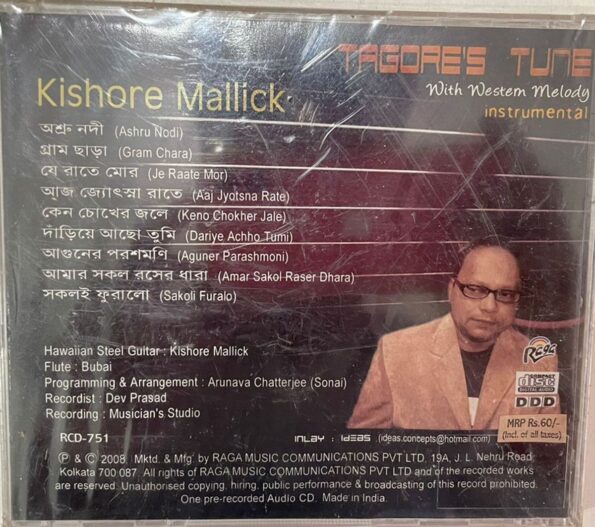 TAGORE'S TUNE
With Western Melody
instrumental
Kishore Mallick
অশ্রু নদী (Ashru Nodi)
গ্রাম ছাড়া (Gram Chara)
যে রাতে মোর (Je Raate Mor)
আজ জ্যোৎস্না রাতে (Aaj Jyotsna Rate)
কেন চোখের জলে (Keno Chokher Jale)
দাঁড়িয়ে আছো তুমি (Dariye Achho Tumi)
আগুনের পরশমণি (Aguner Parashmoni)
আমার সকল রসের ধারা (Amar Sakol Raser Dhara)
সকলই ফুরালো (Sakoli Furalo)
Hawaiian Steel Guitar : Kishore Mallick
Flute : Bubai
Programming & Arrangement : Arunava Chatterjee (Sonai)
Recordist : Dev Prasad
Recording : Musician's Studio
Raga
COMPACT
disc
DIGITAL AUDIO
DDD
MRP Rs.60/-
(Incl. of all taxes)
RCD-751
INLAY : IDEAS (ideas.concepts@hotmail.com)
℗ & © 2008. Mktd. & Mfg. by RAGA MUSIC COMMUNICATIONS PVT LTD. 19A, J. L. Nehru Road,
Kolkata 700 087. All rights of RAGA MUSIC COMMUNICATIONS PVT LTD and of the recorded works
are reserved. Unauthorised copying, hiring, public performance & broadcasting of this record prohibited.
One pre-recorded Audio CD. Made in India.